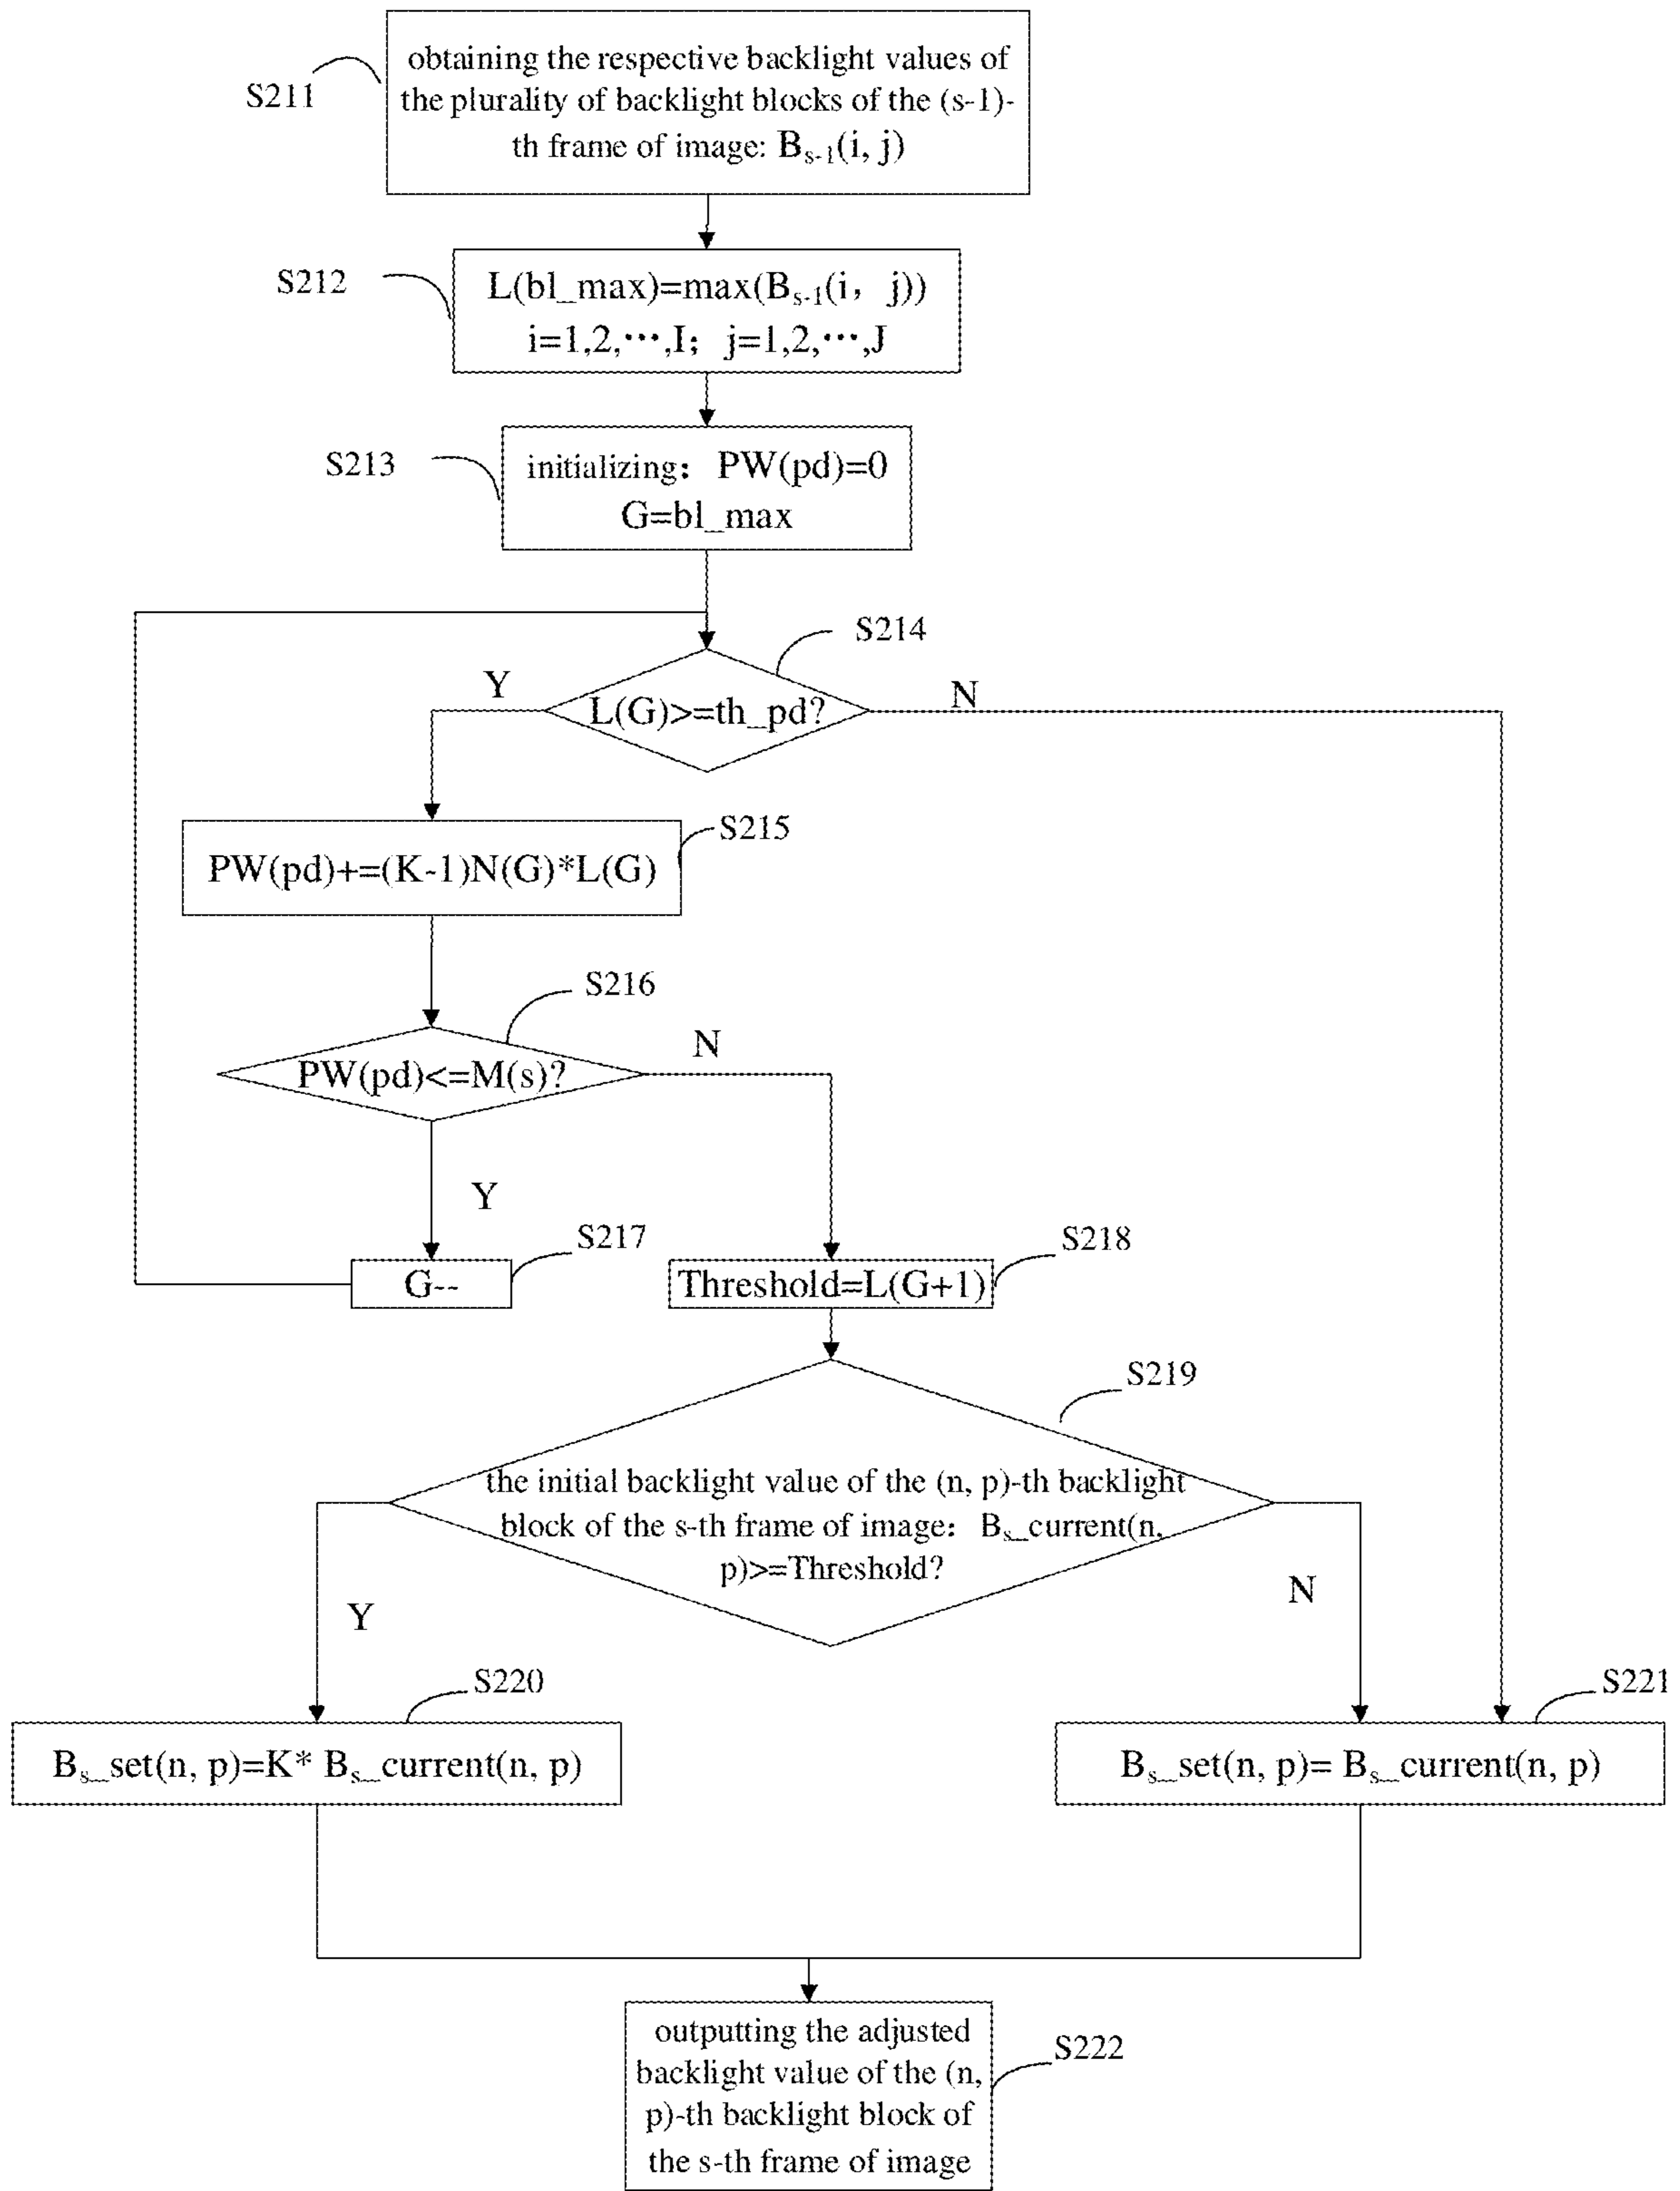 obtaining the respective backlight values of
S211
the plurality of backlight blocks of the (s-1)-
th frame of image: Bs-1(i, j)
S212
L(bl_max)=max(Bs-1(i, j))
i=1,2,···,I; j=1,2,···,J
S213
initializing: PW(pd)=0
G=bl_max
S214
Y
N
L(G)>=th_pd?
S215
PW(pd)+=(K-1)N(G)*L(G)
S216
N
PW(pd)<=M(s)?
Y
S217
S218
G--
Threshold=L(G+1)
S219
the initial backlight value of the (n, p)-th backlight
block of the s-th frame of image: Bs_current(n,
p)>=Threshold?
N
Y
S220
S221
Bs_set(n, p)=K* Bs_current(n, p)
Bs_set(n, p)= Bs_current(n, p)
outputting the adjusted
S222
backlight value of the (n,
p)-th backlight block of
the s-th frame of image